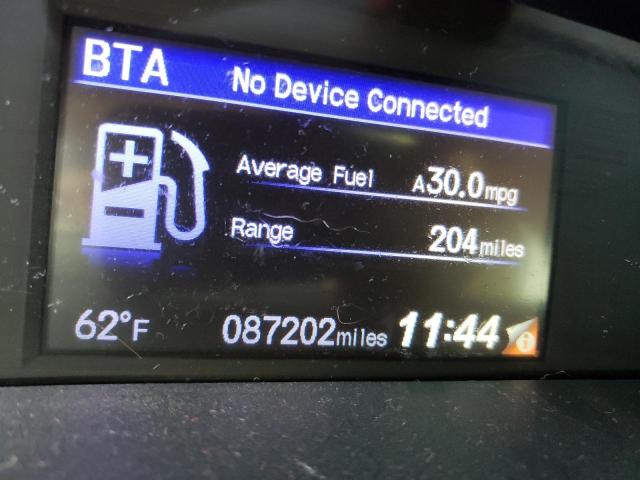 BTA No Device Connected
Average Fuel A30.0mpg
Range 204miles
62°F 087202miles 11:44 i